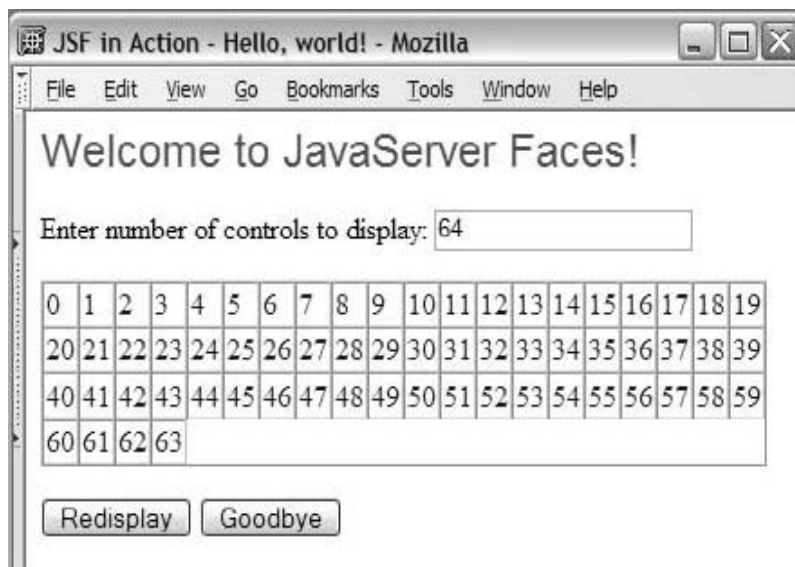 JSF in Action - Hello, world! - Mozilla
File Edit View Go Bookmarks Tools Window Help
Welcome to JavaServer Faces!
Enter number of controls to display: 64
0 1 2 3 4 5 6 7 8 9 10 11 12 13 14 15 16 17 18 19
20 21 22 23 24 25 26 27 28 29 30 31 32 33 34 35 36 37 38 39
40 41 42 43 44 45 46 47 48 49 50 51 52 53 54 55 56 57 58 59
60 61 62 63
Redisplay Goodbye